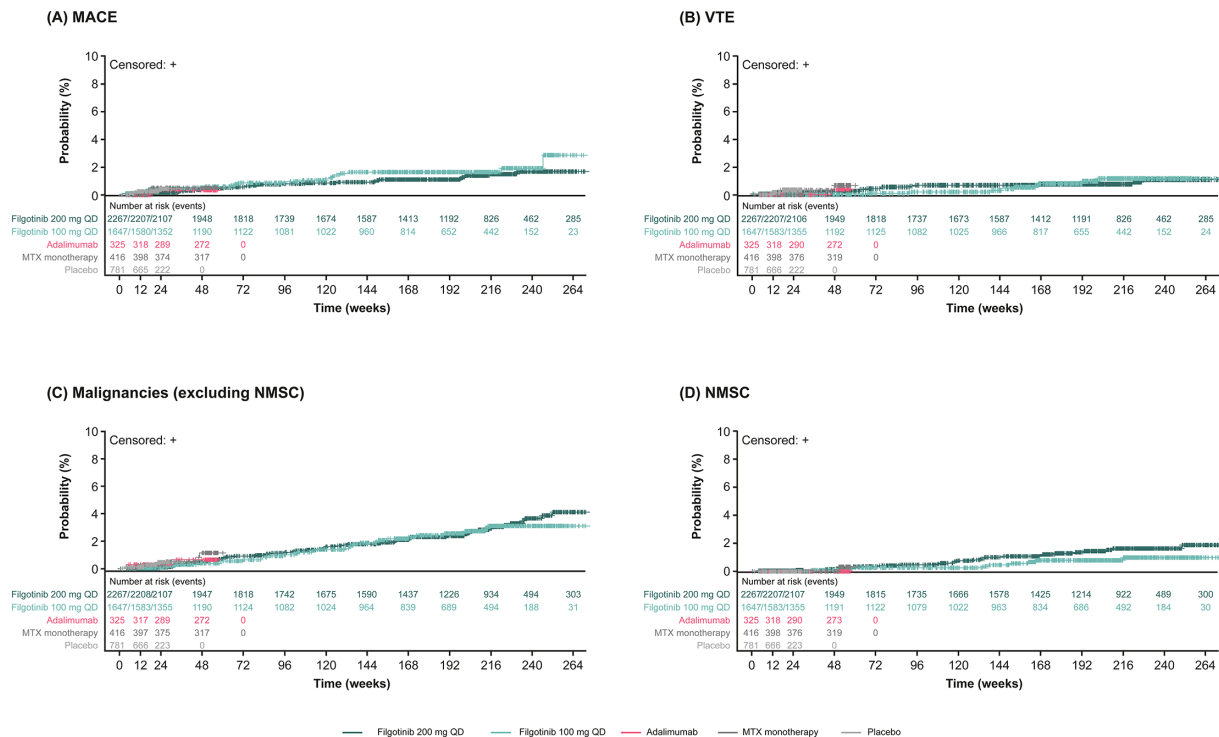 (A) MACE
Probability (%)
10
8
6
4
2
0
Censored: +
Number at risk (events)
Filgotinib 200 mg QD 2267/2207/2107 1948 1818 1739 1674 1587 1413 1192 826 462 285
Filgotinib 100 mg QD 1647/1580/1352 1190 1122 1081 1022 960 814 652 442 152 23
Adalimumab 325 318 289 272 0
MTX monotherapy 416 398 374 317 0
Placebo 781 665 222 0
0 12 24 48 72 96 120 144 168 192 216 240 264
Time (weeks)
(B) VTE
Probability (%)
10
8
6
4
2
0
Censored: +
Number at risk (events)
Filgotinib 200 mg QD 2267/2207/2106 1949 1818 1737 1673 1587 1412 1191 826 462 285
Filgotinib 100 mg QD 1647/1583/1355 1192 1125 1082 1025 966 817 655 442 152 24
Adalimumab 325 318 290 272 0
MTX monotherapy 416 398 376 319 0
Placebo 781 666 222 0
0 12 24 48 72 96 120 144 168 192 216 240 264
Time (weeks)
(C) Malignancies (excluding NMSC)
Probability (%)
10
8
6
4
2
0
Censored: +
Number at risk (events)
Filgotinib 200 mg QD 2267/2208/2107 1947 1818 1742 1675 1590 1437 1226 934 494 303
Filgotinib 100 mg QD 1647/1583/1355 1190 1124 1082 1024 964 839 689 494 188 31
Adalimumab 325 317 289 272 0
MTX monotherapy 416 397 375 317 0
Placebo 781 666 223 0
0 12 24 48 72 96 120 144 168 192 216 240 264
Time (weeks)
(D) NMSC
Probability (%)
10
8
6
4
2
0
Censored: +
Number at risk (events)
Filgotinib 200 mg QD 2267/2207/2107 1949 1815 1735 1666 1578 1425 1214 922 489 300
Filgotinib 100 mg QD 1647/1583/1355 1191 1122 1079 1022 963 834 686 492 184 30
Adalimumab 325 318 290 273 0
MTX monotherapy 416 398 376 319 0
Placebo 781 666 222 0
0 12 24 48 72 96 120 144 168 192 216 240 264
Time (weeks)
Filgotinib 200 mg QD Filgotinib 100 mg QD Adalimumab MTX monotherapy Placebo